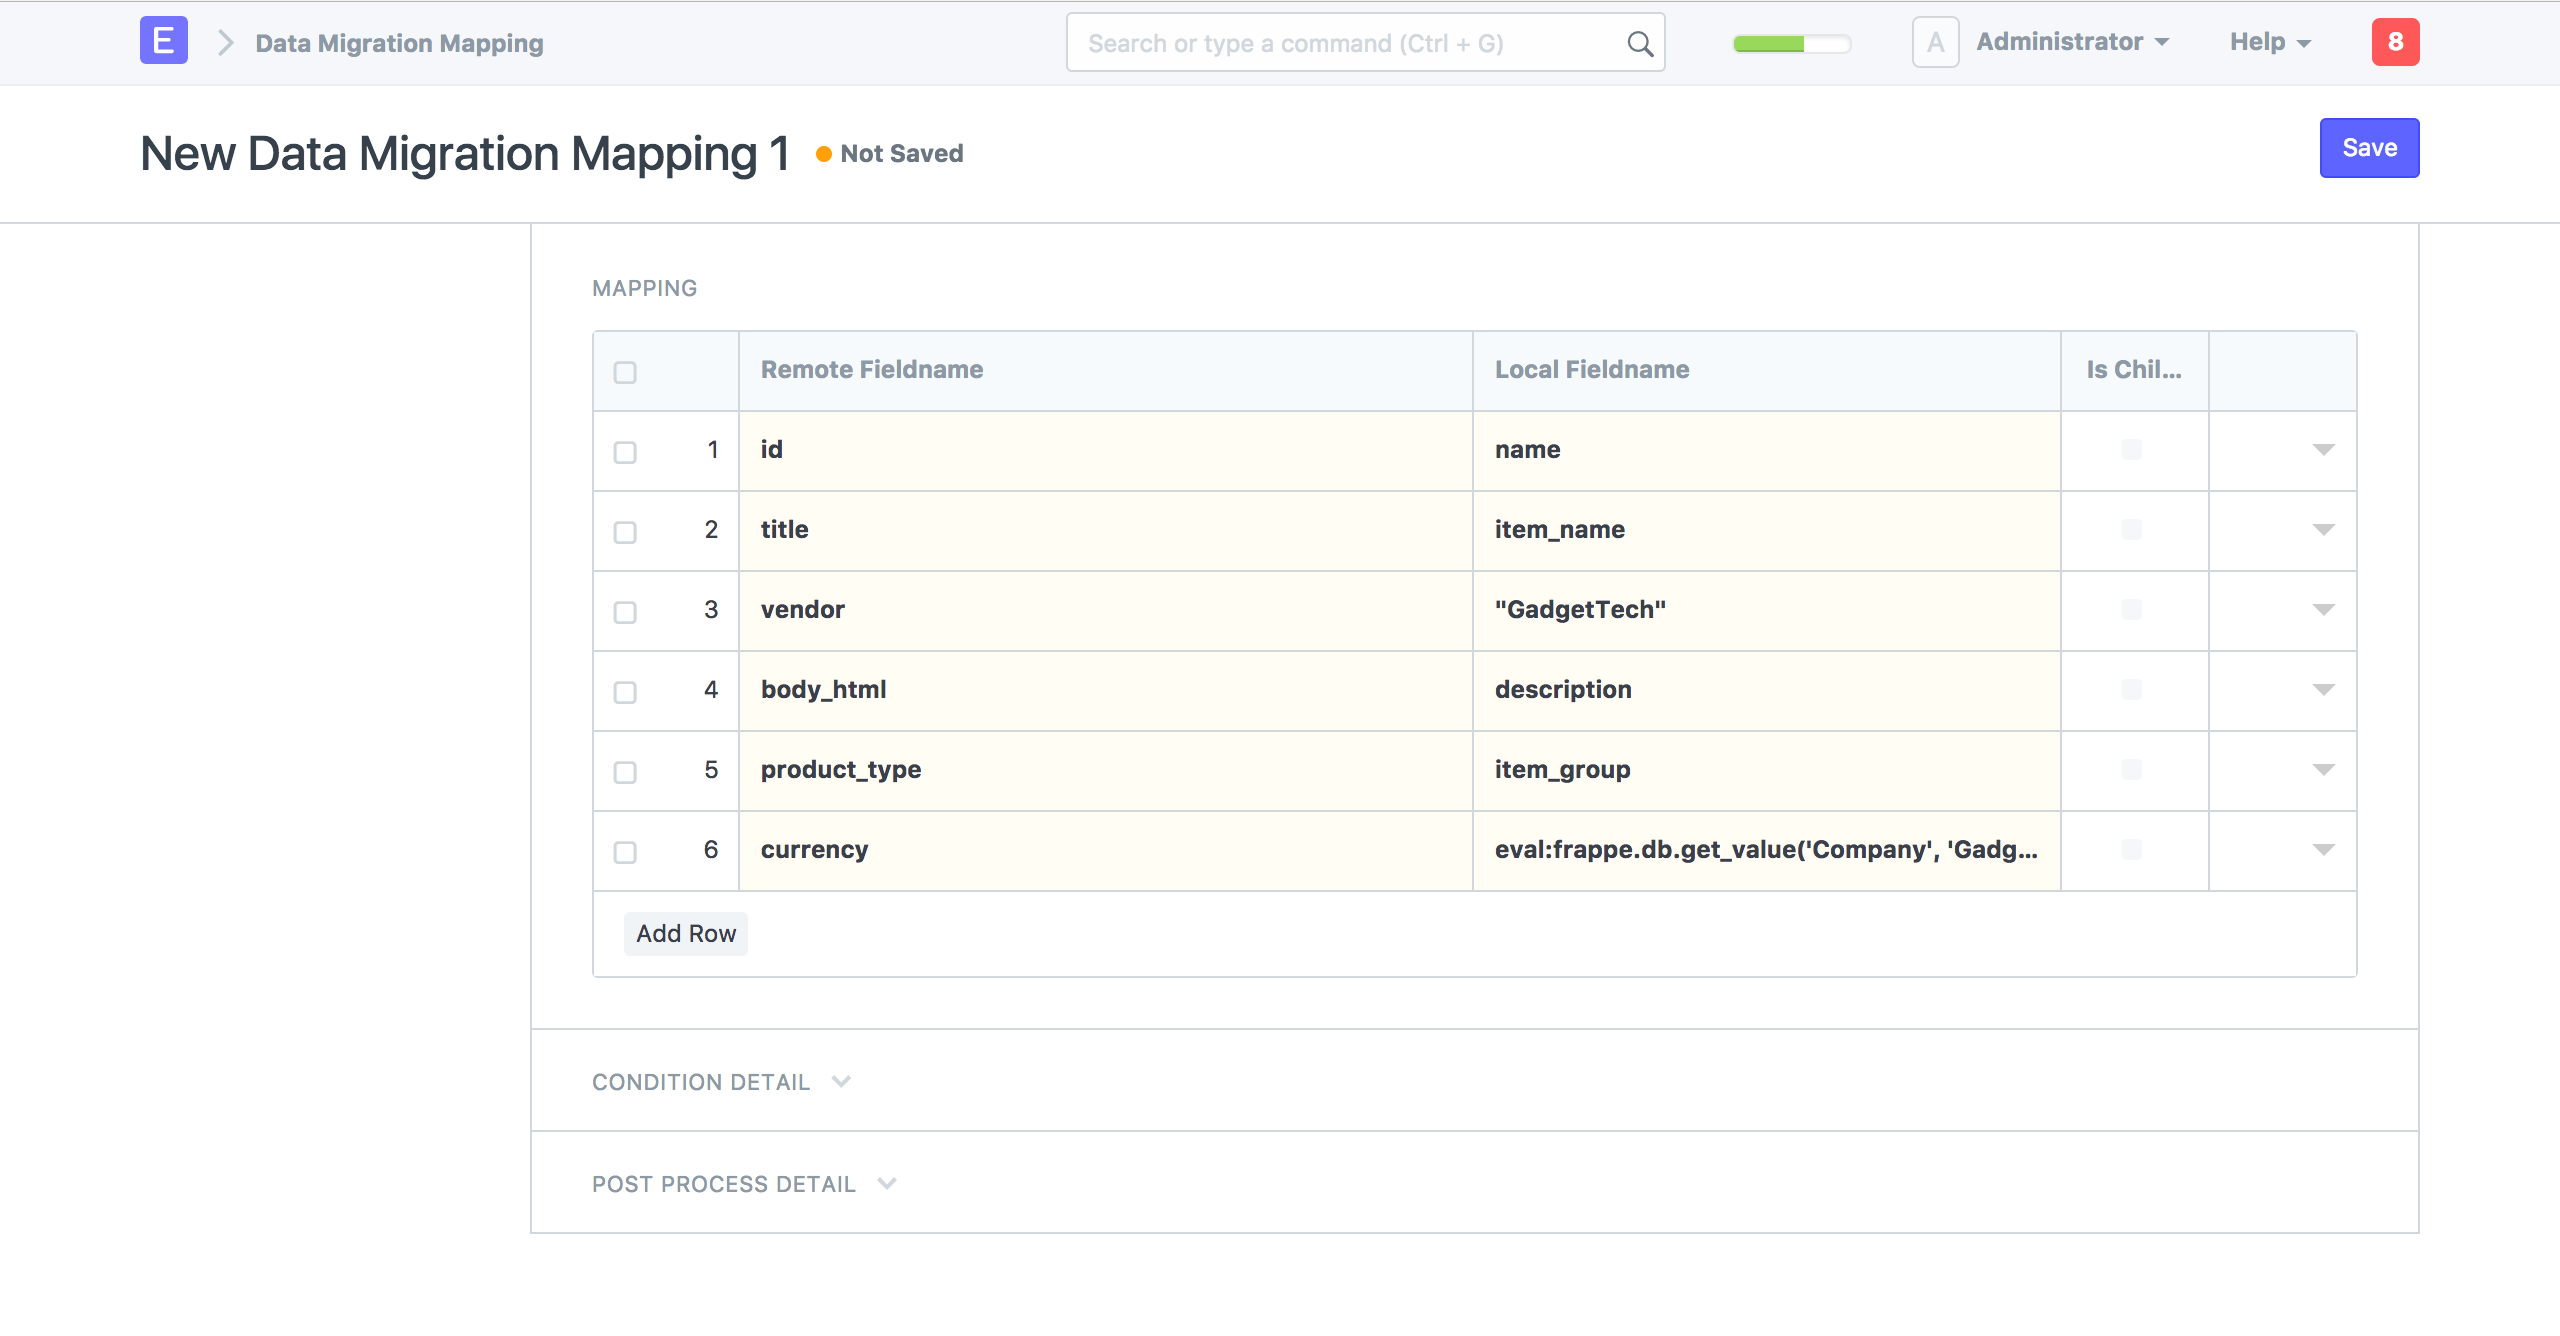 E Data Migration Mapping Search or type a command (Ctrl + G) A Administrator Help 8
New Data Migration Mapping 1 Not Saved Save
MAPPING
Remote Fieldname Local Fieldname Is Chil...
1 id name
2 title item_name
3 vendor "GadgetTech"
4 body_html description
5 product_type item_group
6 currency eval:frappe.db.get_value('Company', 'Gadg...
Add Row
CONDITION DETAIL
POST PROCESS DETAIL